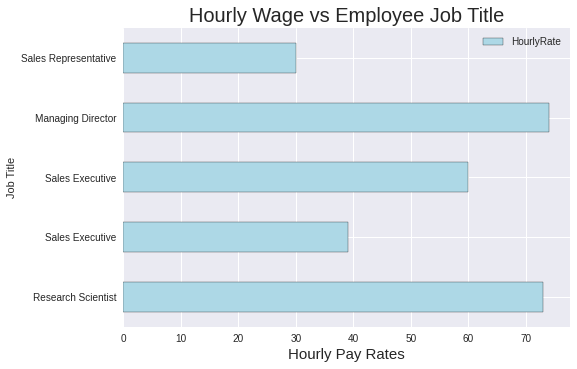 Hourly Wage vs Employee Job Title
HourlyRate
Sales Representative
Managing Director
Sales Executive
Sales Executive
Research Scientist
Job Title
0 10 20 30 40 50 60 70
Hourly Pay Rates